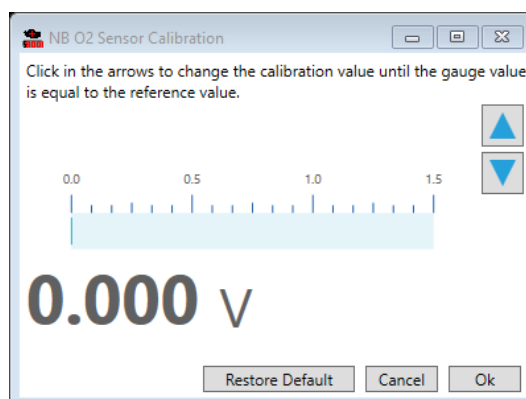 NB O2 Sensor Calibration
Click in the arrows to change the calibration value until the gauge value
is equal to the reference value.
0.0 0.5 1.0 1.5
0.000 V
Restore Default Cancel Ok